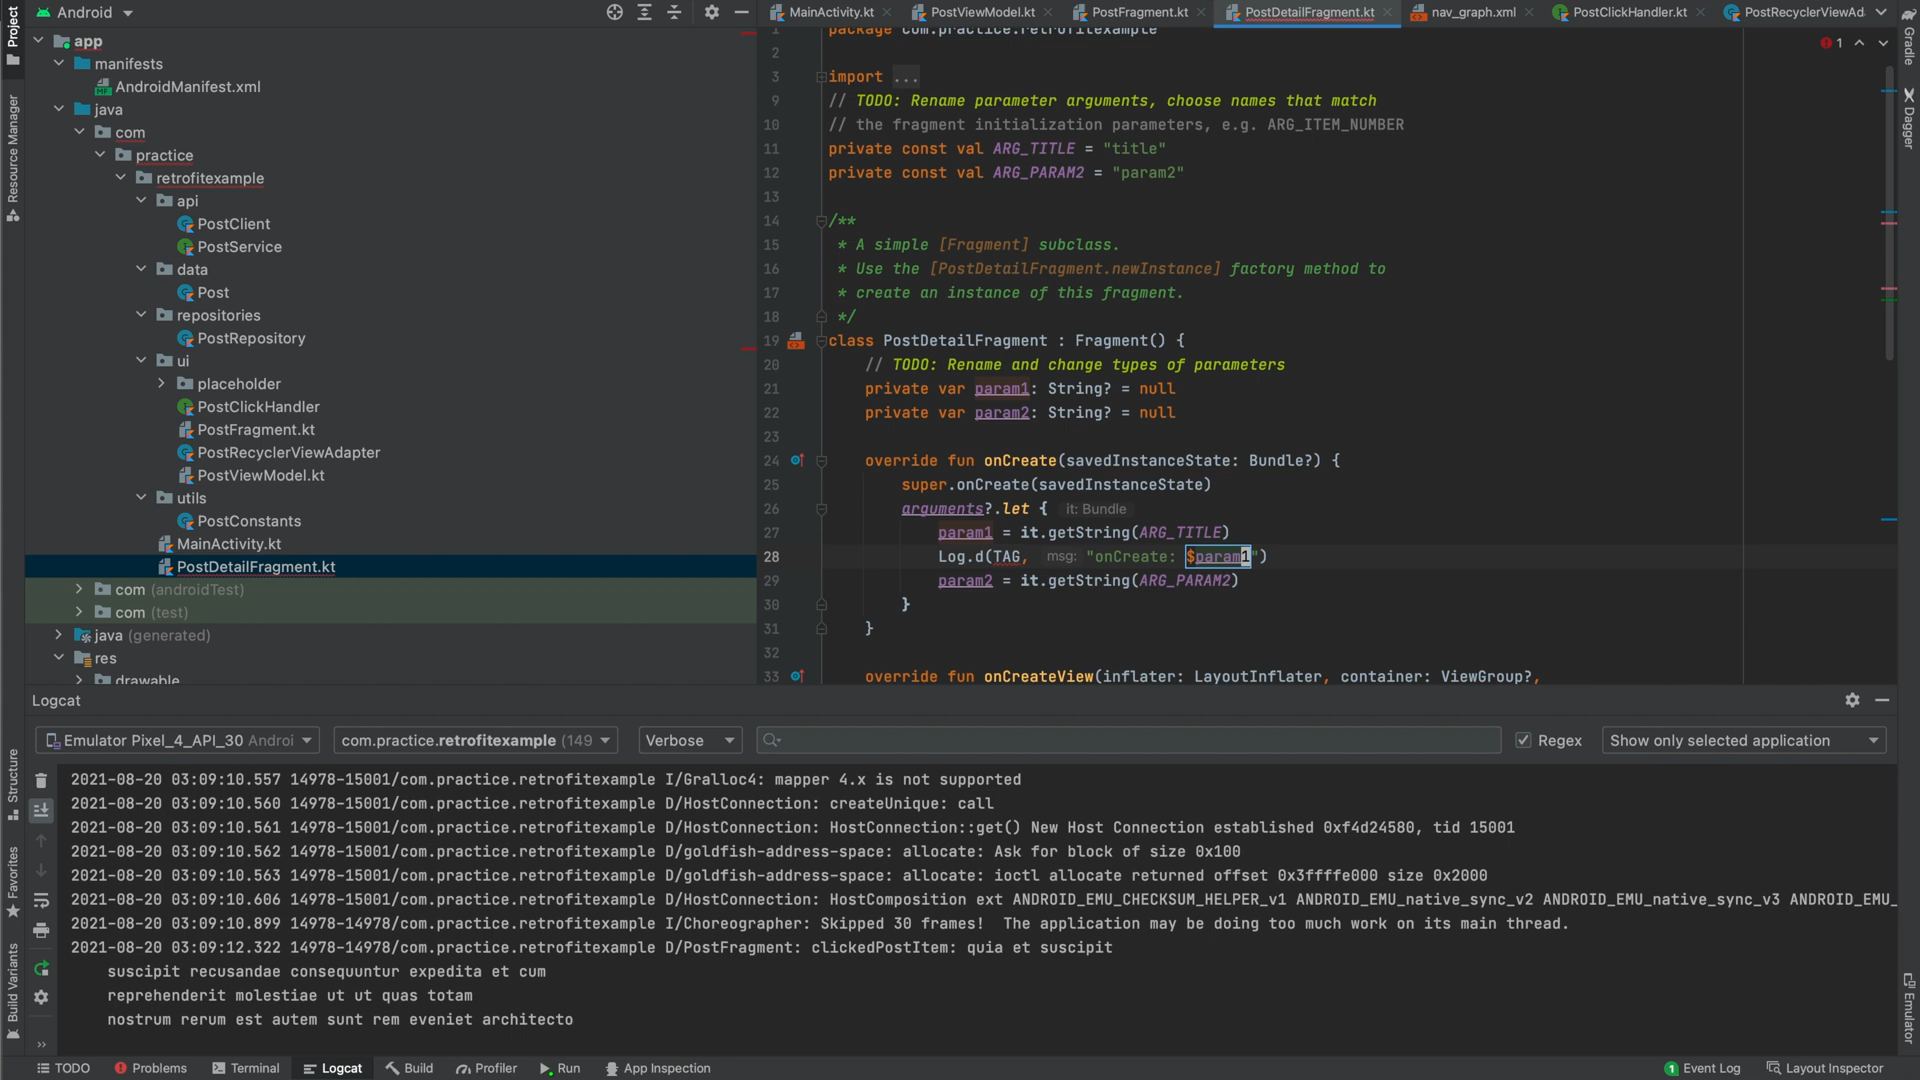 Android
app
manifests
AndroidManifest.xml
java
com
practice
retrofitexample
api
PostClient
PostService
data
Post
repositories
PostRepository
ui
placeholder
PostClickHandler
PostFragment.kt
PostRecyclerViewAdapter
PostViewModel.kt
utils
PostConstants
MainActivity.kt
PostDetailFragment.kt
com (androidTest)
com (test)
java (generated)
res
drawable
Project
Resource Manager
Structure
Favorites
Build Variants
MainActivity.kt
PostViewModel.kt
PostFragment.kt
PostDetailFragment.kt
nav_graph.xml
PostClickHandler.kt
PostRecyclerViewAd
1
1 package com.practice.retrofitexample
2
3 import ...
9 // TODO: Rename parameter arguments, choose names that match
10 // the fragment initialization parameters, e.g. ARG_ITEM_NUMBER
11 private const val ARG_TITLE = "title"
12 private const val ARG_PARAM2 = "param2"
13
14 /**
15 * A simple [Fragment] subclass.
16 * Use the [PostDetailFragment.newInstance] factory method to
17 * create an instance of this fragment.
18 */
19 class PostDetailFragment : Fragment() {
20 // TODO: Rename and change types of parameters
21 private var param1: String? = null
22 private var param2: String? = null
23
24 override fun onCreate(savedInstanceState: Bundle?) {
25 super.onCreate(savedInstanceState)
26 arguments?.let { it: Bundle
27 param1 = it.getString(ARG_TITLE)
28 Log.d(TAG, msg: "onCreate: $param1")
29 param2 = it.getString(ARG_PARAM2)
30 }
31 }
32
33 override fun onCreateView(inflater: LayoutInflater, container: ViewGroup?,
Gradle
Dagger
Emulator
Logcat
Emulator Pixel_4_API_30 Androi
com.practice.retrofitexample (149
Verbose
Regex
Show only selected application
2021-08-20 03:09:10.557 14978-15001/com.practice.retrofitexample I/Gralloc4: mapper 4.x is not supported
2021-08-20 03:09:10.560 14978-15001/com.practice.retrofitexample D/HostConnection: createUnique: call
2021-08-20 03:09:10.561 14978-15001/com.practice.retrofitexample D/HostConnection: HostConnection::get() New Host Connection established 0xf4d24580, tid 15001
2021-08-20 03:09:10.562 14978-15001/com.practice.retrofitexample D/goldfish-address-space: allocate: Ask for block of size 0x100
2021-08-20 03:09:10.563 14978-15001/com.practice.retrofitexample D/goldfish-address-space: allocate: ioctl allocate returned offset 0x3ffffe000 size 0x2000
2021-08-20 03:09:10.606 14978-15001/com.practice.retrofitexample D/HostConnection: HostComposition ext ANDROID_EMU_CHECKSUM_HELPER_v1 ANDROID_EMU_native_sync_v2 ANDROID_EMU_native_sync_v3 ANDROID_EMU_
2021-08-20 03:09:10.899 14978-14978/com.practice.retrofitexample I/Choreographer: Skipped 30 frames! The application may be doing too much work on its main thread.
2021-08-20 03:09:12.322 14978-14978/com.practice.retrofitexample D/PostFragment: clickedPostItem: quia et suscipit
suscipit recusandae consequuntur expedita et cum
reprehenderit molestiae ut ut quas totam
nostrum rerum est autem sunt rem eveniet architecto
TODO
Problems
Terminal
Logcat
Build
Profiler
Run
App Inspection
1 Event Log
Layout Inspector